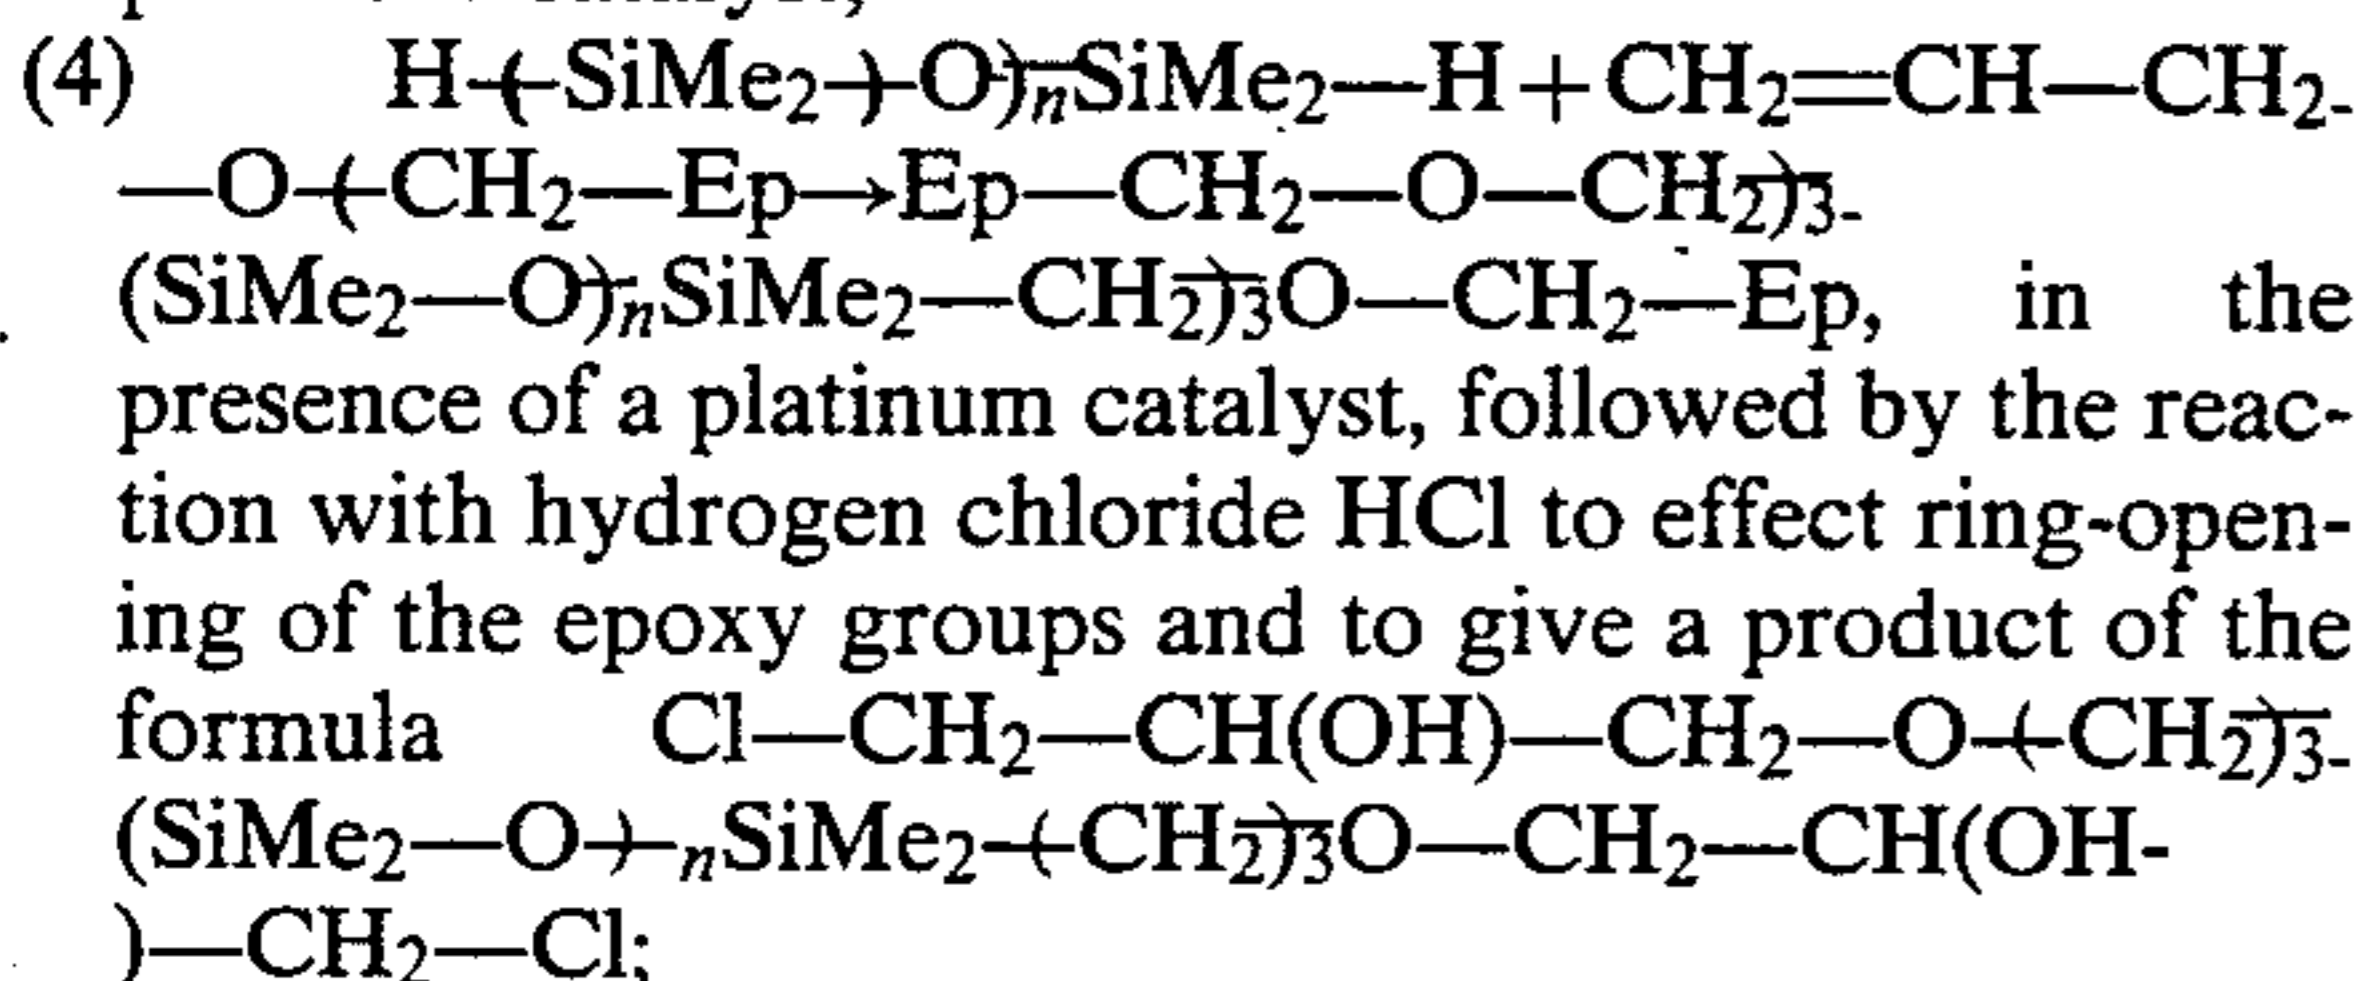 (4) H-(-SiMe₂-)-O)ₙSiMe₂—H+CH₂=CH—CH₂-
—O-(-CH₂—Ep→Ep—CH₂—O—CH₂)₃-
(SiMe₂—O)ₙSiMe₂—CH₂)₃O—CH₂—Ep, in the
presence of a platinum catalyst, followed by the reac-
tion with hydrogen chloride HCl to effect ring-open-
ing of the epoxy groups and to give a product of the
formula Cl—CH₂—CH(OH)—CH₂—O-(-CH₂)₃-
(SiMe₂—O-)-ₙSiMe₂-(-CH₂)₃O—CH₂—CH(OH-
)—CH₂—Cl;